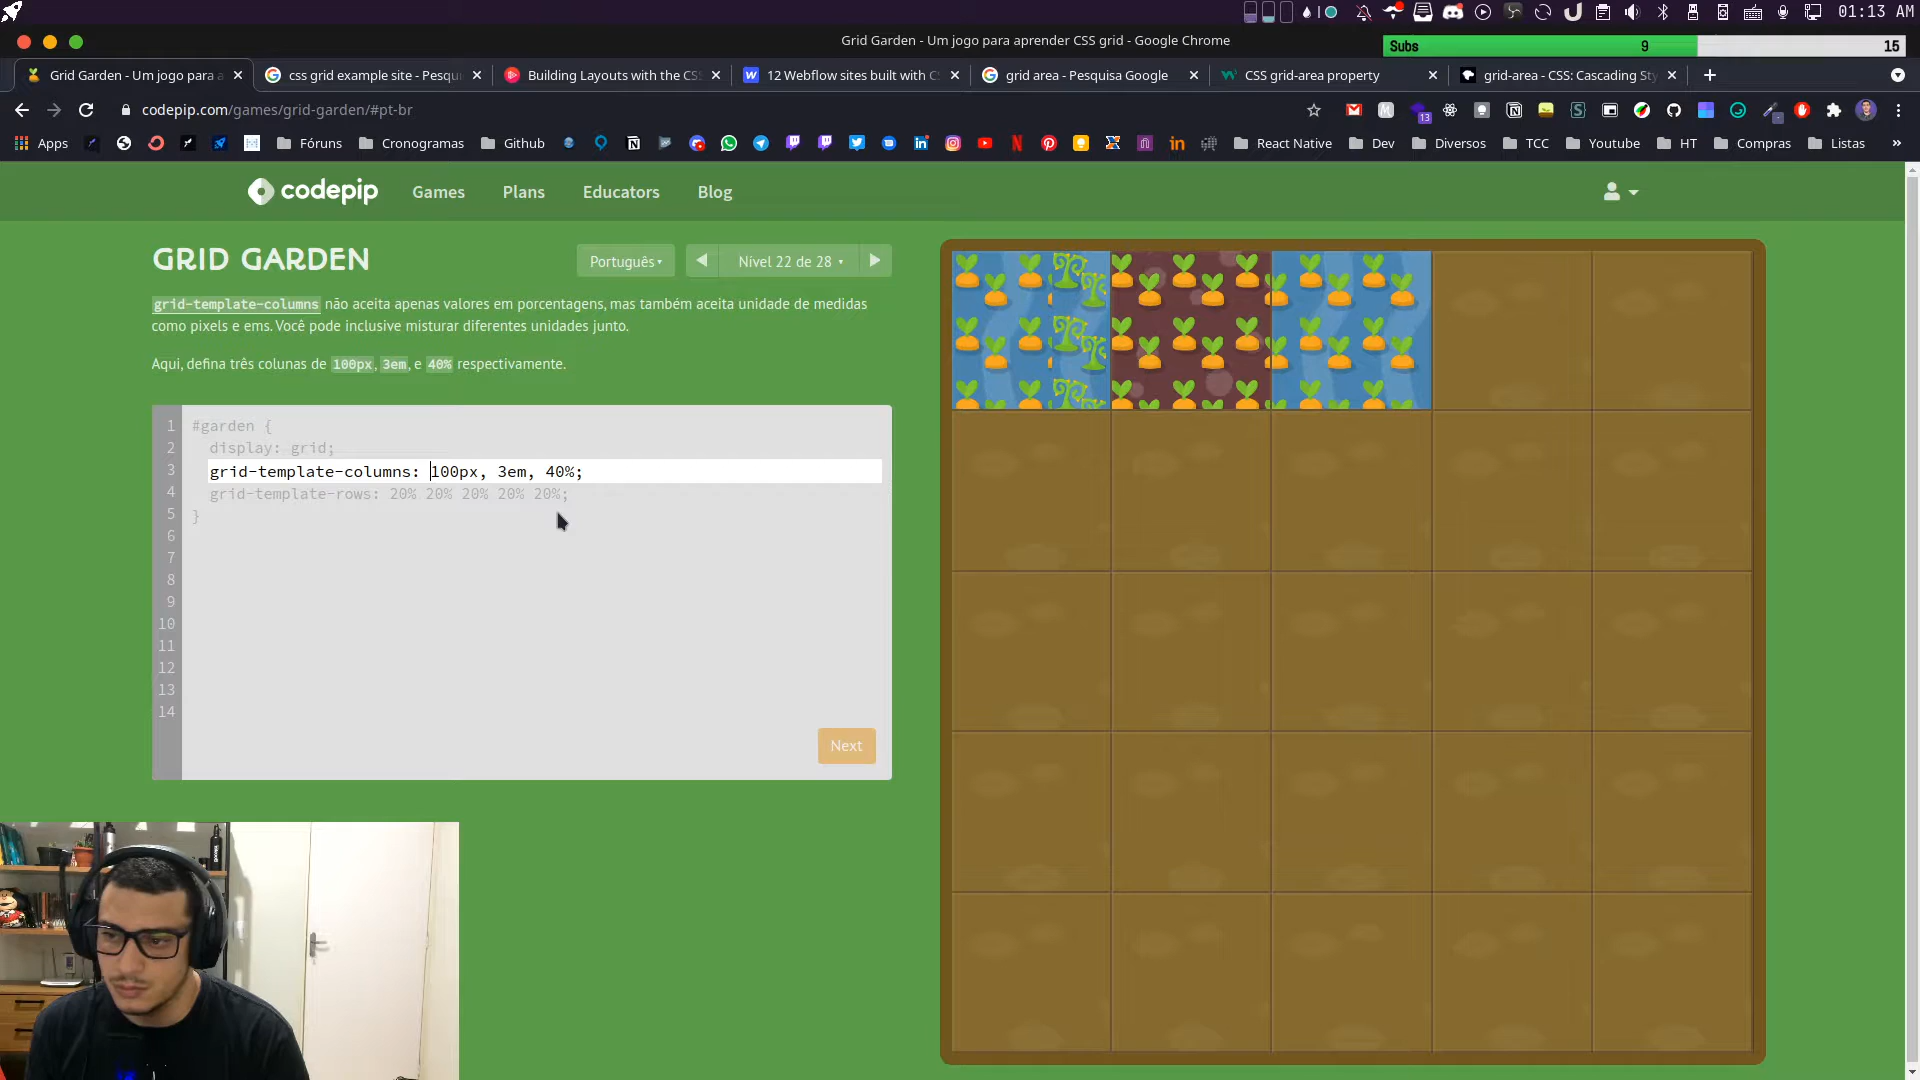 01:13 AM
Grid Garden - Um jogo para aprender CSS grid - Google Chrome
Subs 9 15
Grid Garden - Um jogo para a
css grid example site - Pesqu
Building Layouts with the CS
12 Webflow sites built with C
grid area - Pesquisa Google
CSS grid-area property
grid-area - CSS: Cascading Sty
codepip.com/games/grid-garden/#pt-br
13
Apps
Fóruns
Cronogramas
Github
React Native
Dev
Diversos
TCC
Youtube
HT
Compras
Listas
codepip
Games
Plans
Educators
Blog
GRID GARDEN
Português
Nível 22 de 28
grid-template-columns não aceita apenas valores em porcentagens, mas também aceita unidade de medidas
como pixels e ems. Você pode inclusive misturar diferentes unidades junto.
Aqui, defina três colunas de 100px, 3em, e 40% respectivamente.
1 #garden {
2 display: grid;
3 grid-template-columns: 100px, 3em, 40%;
4 grid-template-rows: 20% 20% 20% 20% 20%;
5 }
6
7
8
9
10
11
12
13
14
Next